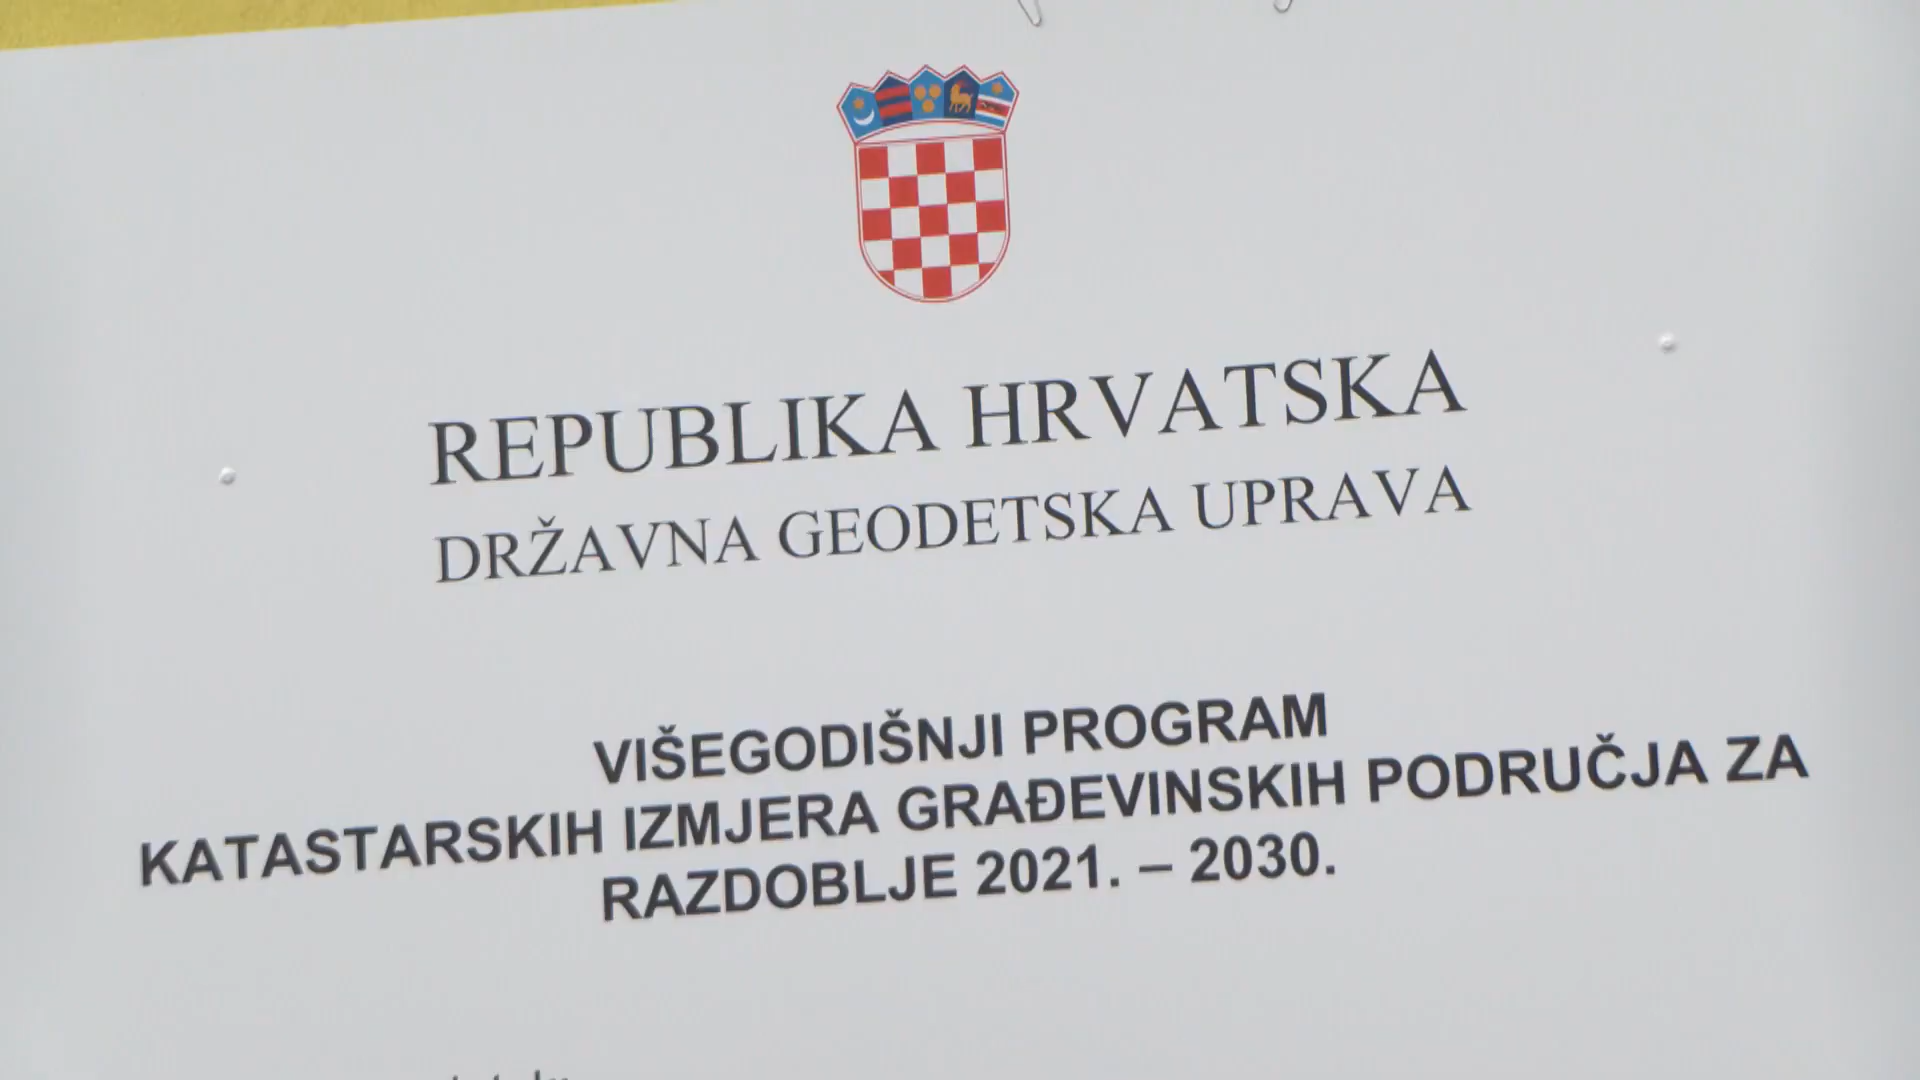 REPUBLIKA HRVATSKA
DRŽAVNA GEODETSKA UPRAVA
VIŠEGODIŠNJI PROGRAM
KATASTARSKIH IZMJERA GRAĐEVINSKIH PODRUČJA ZA
RAZDOBLJE 2021. – 2030.